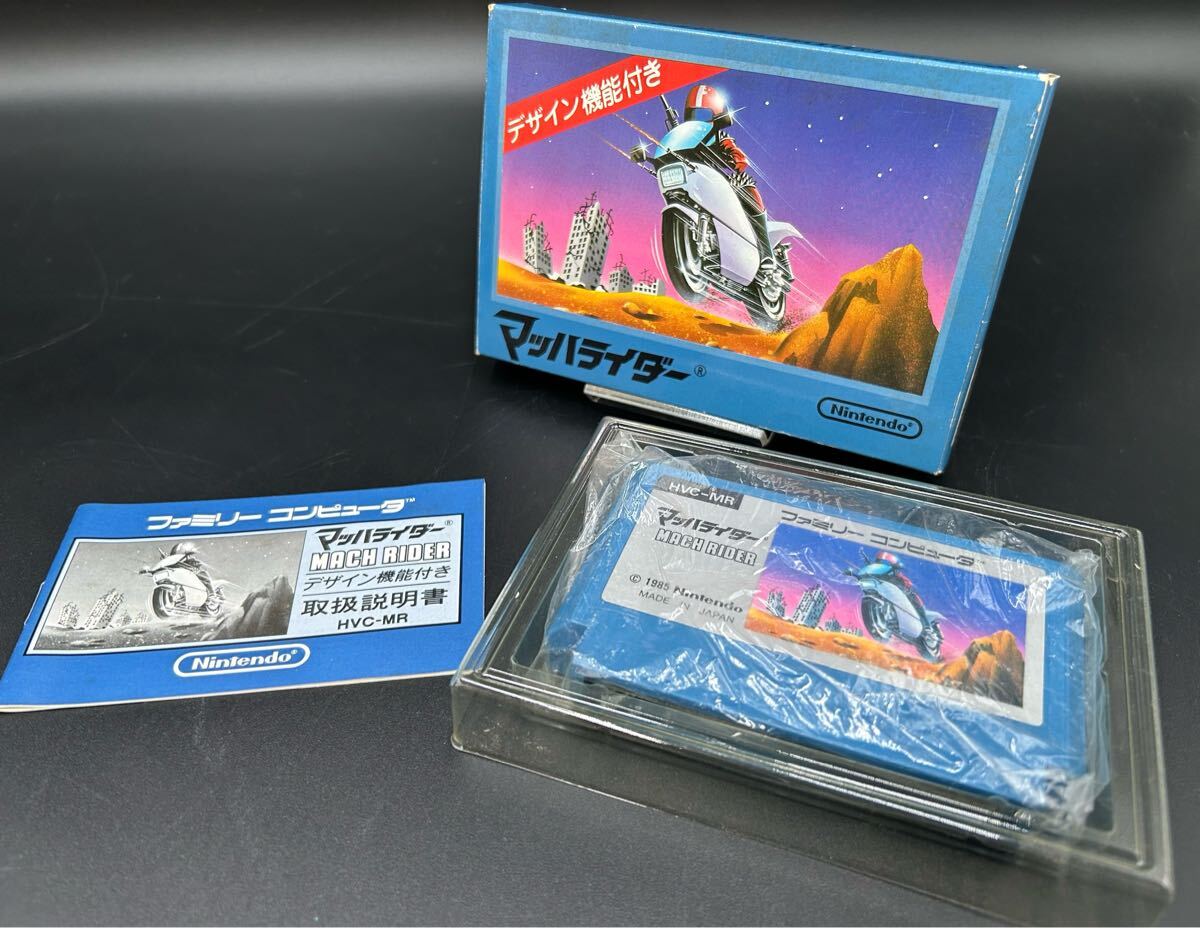 デザイン機能付き
マッハライダー®
Nintendo®
ファミリー コンピュータ™
マッハライダー®
MACH RIDER
デザイン機能付き
取扱説明書
HVC-MR
Nintendo®
HVC-MR
ファミリー コンピュータ™
マッハライダー
MACH RIDER
© 1985 Nintendo
MADE IN JAPAN